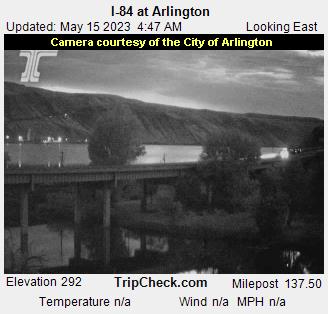 I-84 at Arlington
Updated: May 15 2023 4:47 AM Looking East
Camera courtesy of the City of Arlington
Elevation 292 TripCheck.com Milepost 137.50
Temperature n/a Wind n/a MPH n/a